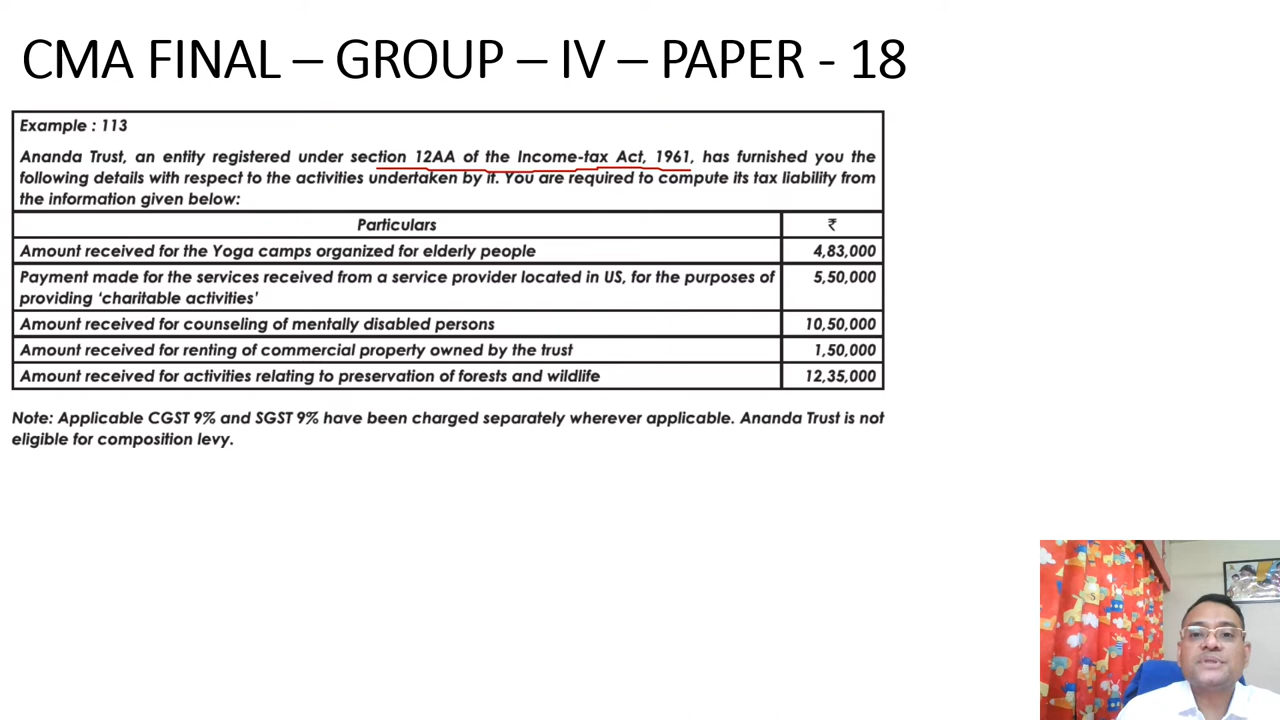 CMA FINAL – GROUP – IV – PAPER - 18
Example : 113
Ananda Trust, an entity registered under section 12AA of the Income-tax Act, 1961, has furnished you the
following details with respect to the activities undertaken by it. You are required to compute its tax liability from
the information given below:
Particulars ₹
Amount received for the Yoga camps organized for elderly people 4,83,000
Payment made for the services received from a service provider located in US, for the purposes of 5,50,000
providing 'charitable activities'
Amount received for counseling of mentally disabled persons 10,50,000
Amount received for renting of commercial property owned by the trust 1,50,000
Amount received for activities relating to preservation of forests and wildlife 12,35,000
Note: Applicable CGST 9% and SGST 9% have been charged separately wherever applicable. Ananda Trust is not
eligible for composition levy.